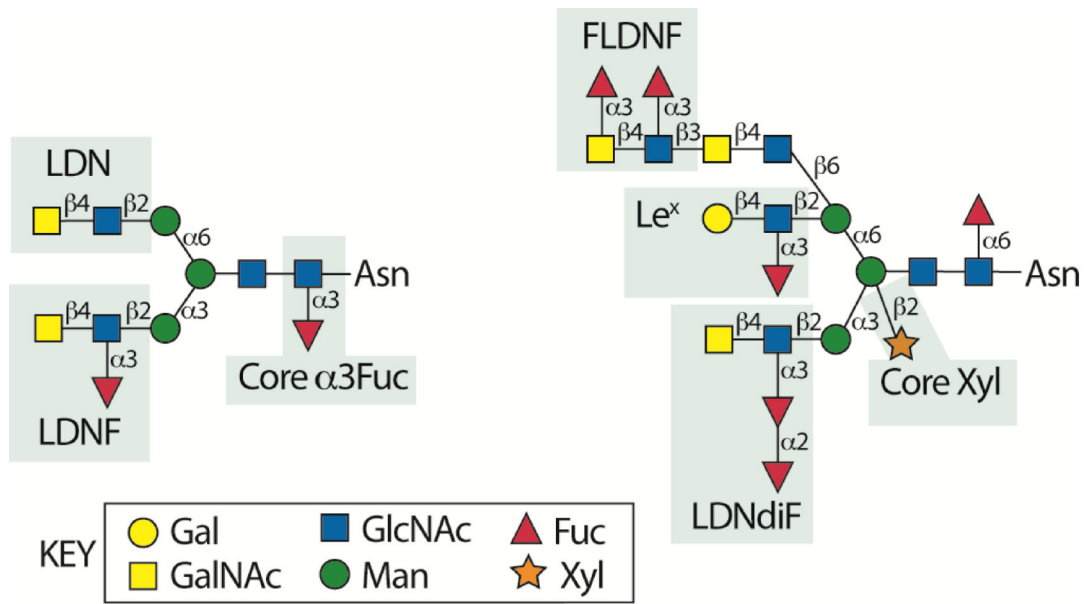 LDN
β4 β2
α6
Asn
β4 β2 α3
α3
α3
Core α3Fuc
LDNF
FLDNF
α3 α3
β4 β3 β4
β6
Leˣ
β4 β2
α6
α3
α6
Asn
β4 β2 α3 β2
α3
Core Xyl
α2
LDNdiF
KEY
Gal GlcNAc Fuc
GalNAc Man Xyl